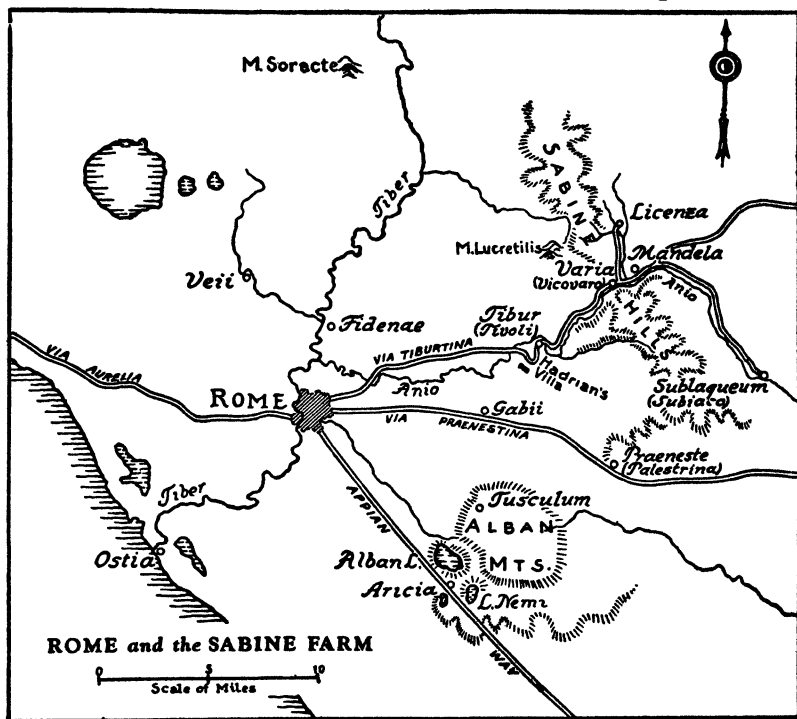 M. Soracte
Tiber
SABINE
Licenza
M. Lucretilis
Mandela
Varia
(Vicovaro)
Anio
Veii
Tibur
(Tivoli)
HILLS
Fidenae
VIA TIBURTINA
Hadrian's
Villa
VIA AURELIA
Anio
Sublaqueum
(Subiaco)
ROME
Gabii
VIA PRAENESTINA
Praeneste
(Palestrina)
Tiber
APPIAN WAY
Tusculum
ALBAN
MTS.
Ostia
Alban L.
Aricia
L. Nemi
ROME and the SABINE FARM
0 5 10
Scale of Miles